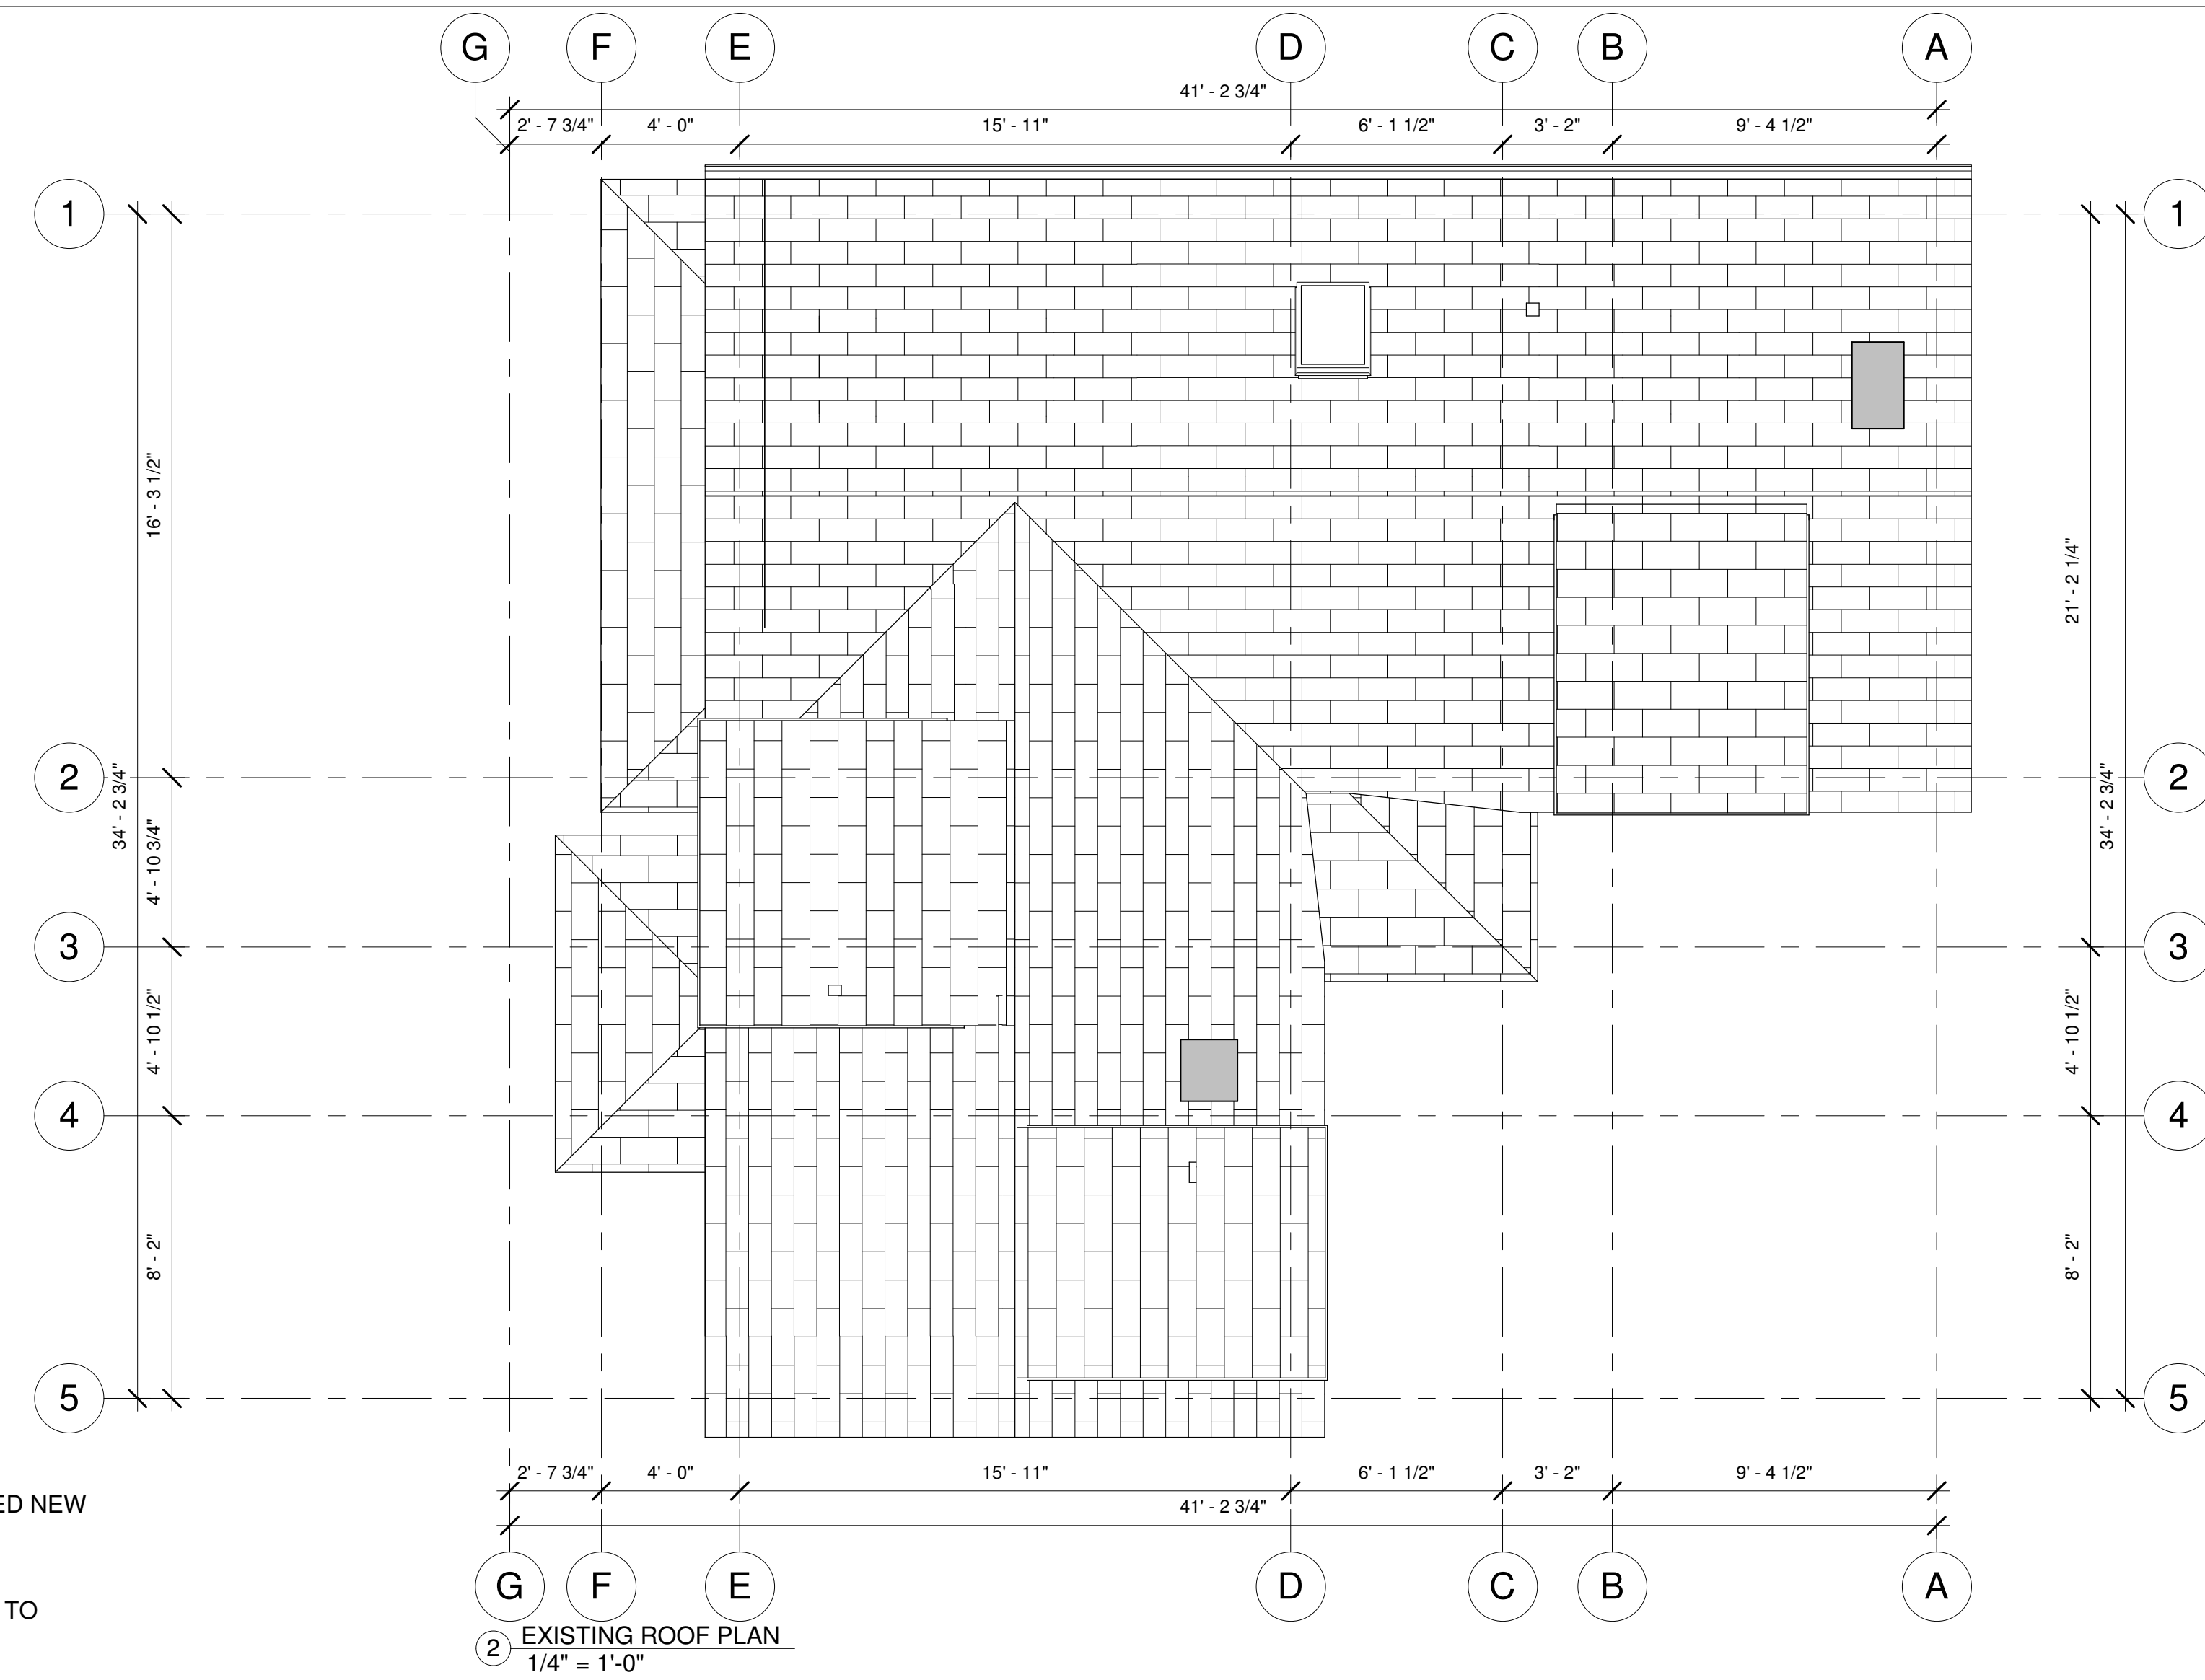 G F E D C B A
41' - 2 3/4"
2' - 7 3/4" 4' - 0" 15' - 11" 6' - 1 1/2" 3' - 2" 9' - 4 1/2"
1 1
16' - 3 1/2"
21' - 2 1/4"
2 2
34' - 2 3/4"
34' - 2 3/4"
4' - 10 3/4"
3 3
4' - 10 1/2"
4' - 10 1/2"
4 4
8' - 2"
8' - 2"
5 5
2' - 7 3/4" 4' - 0" 15' - 11" 6' - 1 1/2" 3' - 2" 9' - 4 1/2"
41' - 2 3/4"
ED NEW
G F E D C B A
TO
2 EXISTING ROOF PLAN
1/4" = 1'-0"